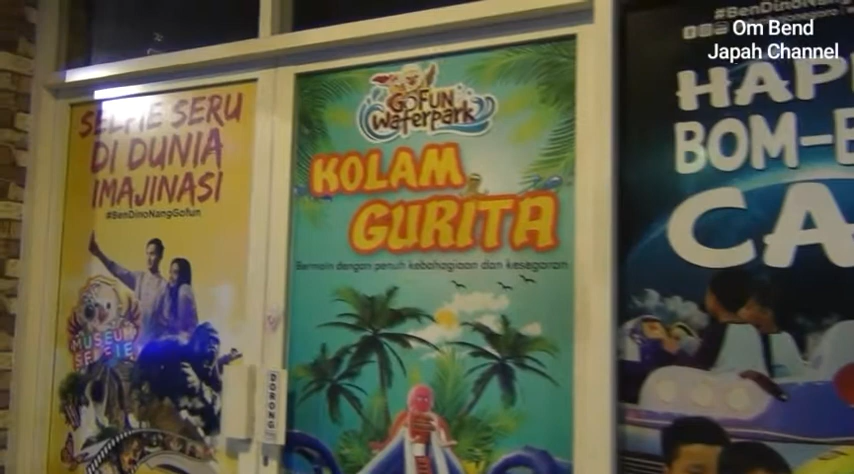 Om Bend
Japah Channel
SELFIE SERU
DI DUNIA
IMAJINASI
#BenDinoNangGofun
MUSEUM
SELFIE
GOFUN
Waterpark
KOLAM
GURITA
Bermain dengan penuh kebahagiaan dan kesegaran
DORONG
#BenDinoNang
HAP
BOM-B
CA